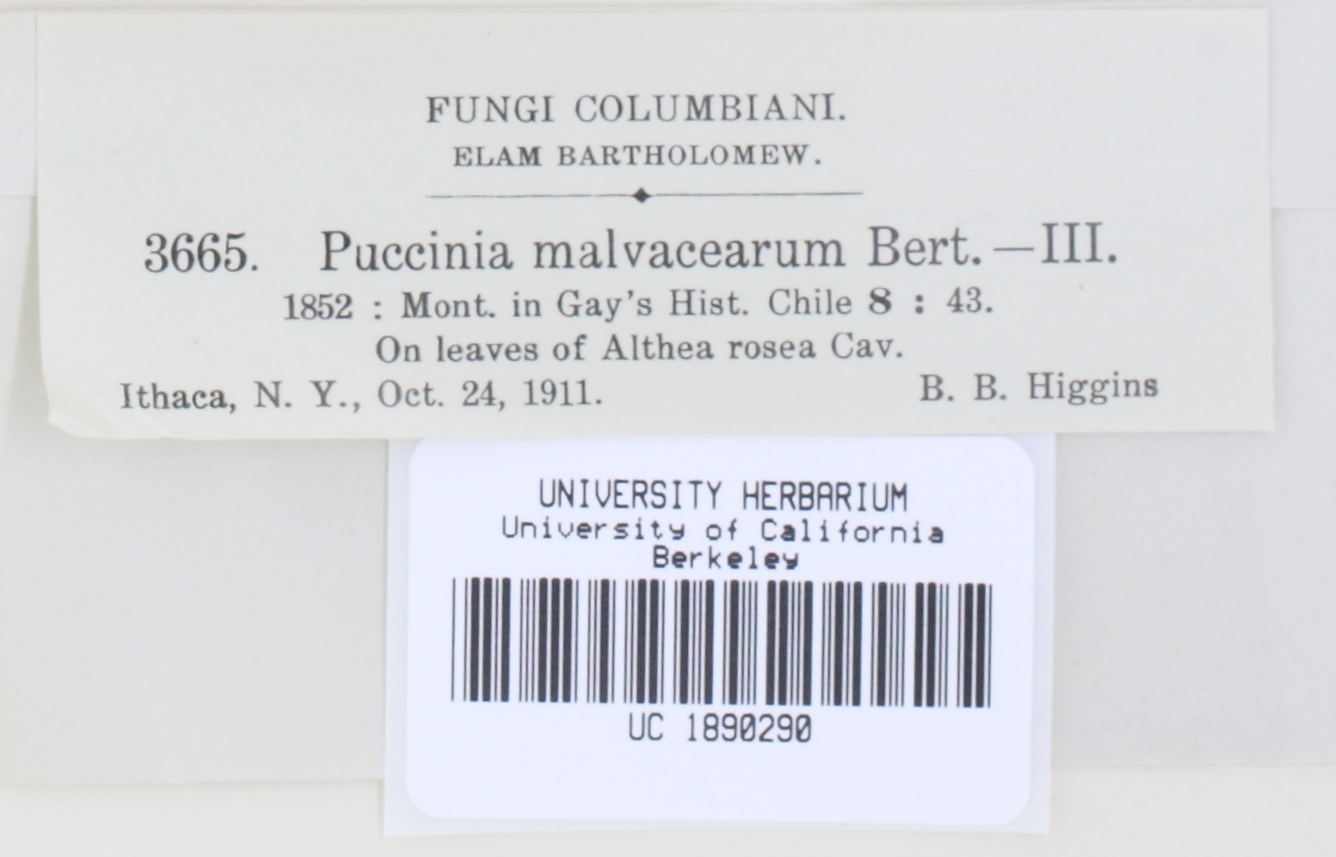 FUNGI COLUMBIANI.
ELAM BARTHOLOMEW.
3665. Puccinia malvacearum Bert.—III.
1852 : Mont. in Gay's Hist. Chile 8 : 43.
On leaves of Althea rosea Cav.
Ithaca, N. Y., Oct. 24, 1911. B. B. Higgins
UNIVERSITY HERBARIUM
University of California
Berkeley
UC 1890290